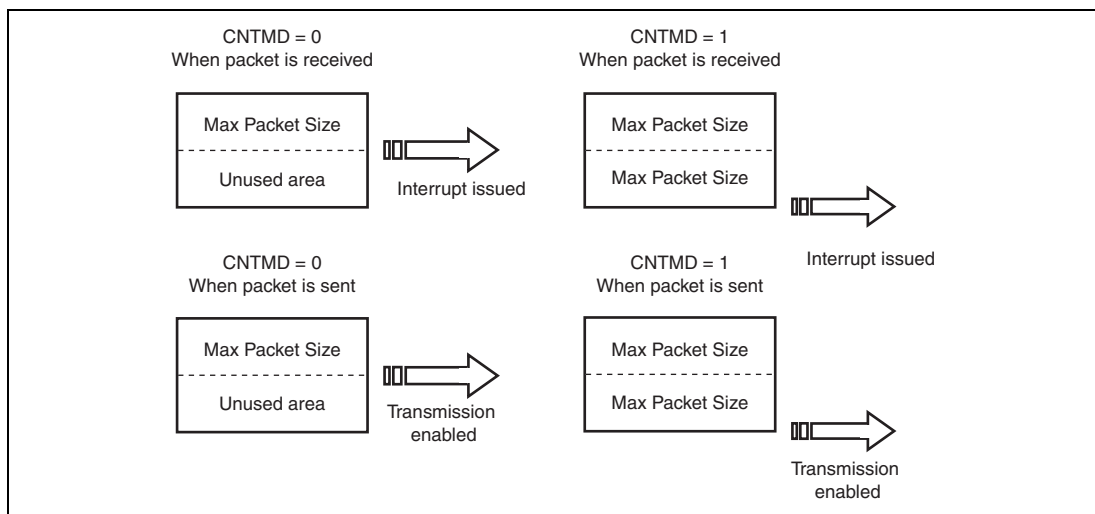 CNTMD = 0
When packet is received
Max Packet Size
Unused area
Interrupt issued
CNTMD = 1
When packet is received
Max Packet Size
Max Packet Size
Interrupt issued
CNTMD = 0
When packet is sent
Max Packet Size
Unused area
Transmission
enabled
CNTMD = 1
When packet is sent
Max Packet Size
Max Packet Size
Transmission
enabled